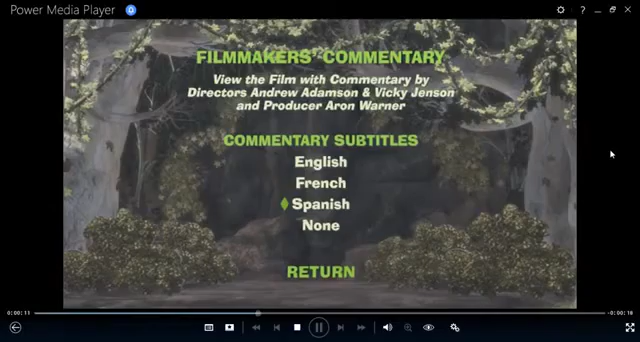 Power Media Player
FILMMAKERS' COMMENTARY
View the Film with Commentary by
Directors Andrew Adamson & Vicky Jenson
and Producer Aron Warner
COMMENTARY SUBTITLES
English
French
Spanish
None
RETURN
0:00:11
-0:00:16